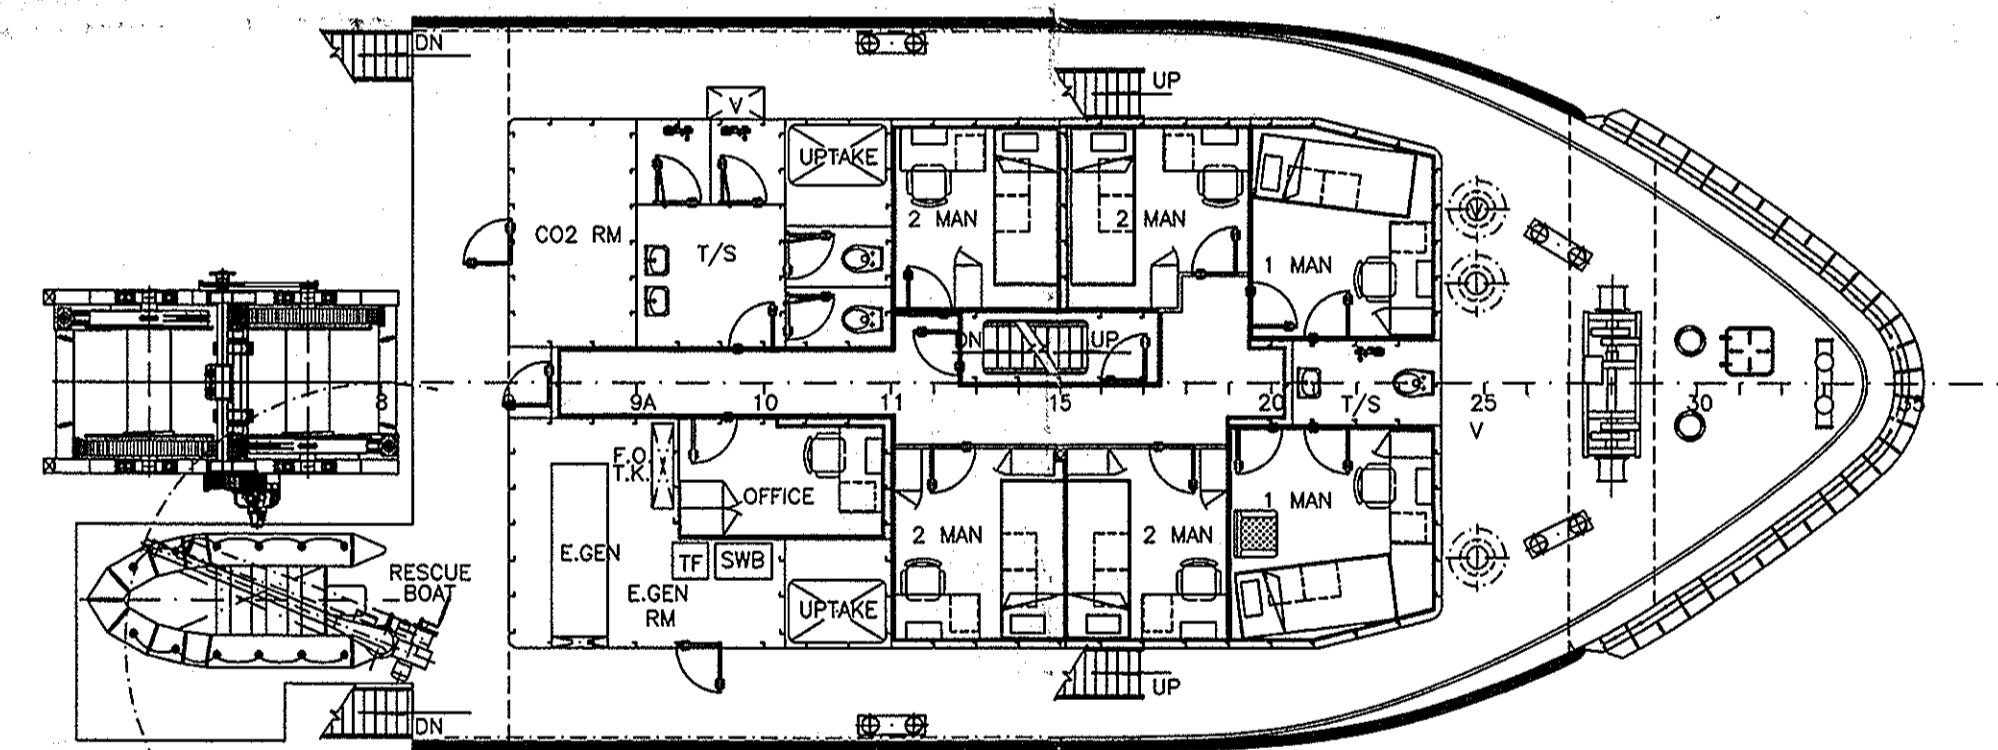 DN
UP
V
UPTAKE
CO2 RM
T/S
2 MAN
2 MAN
1 MAN
V
DN
UP
8
9A
10
11
15
20
T/S
25
30
35
V
F.O.
T.K.
OFFICE
1 MAN
E.GEN
TF
SWB
2 MAN
2 MAN
RESCUE
BOAT
E.GEN
RM
UPTAKE
UP
DN